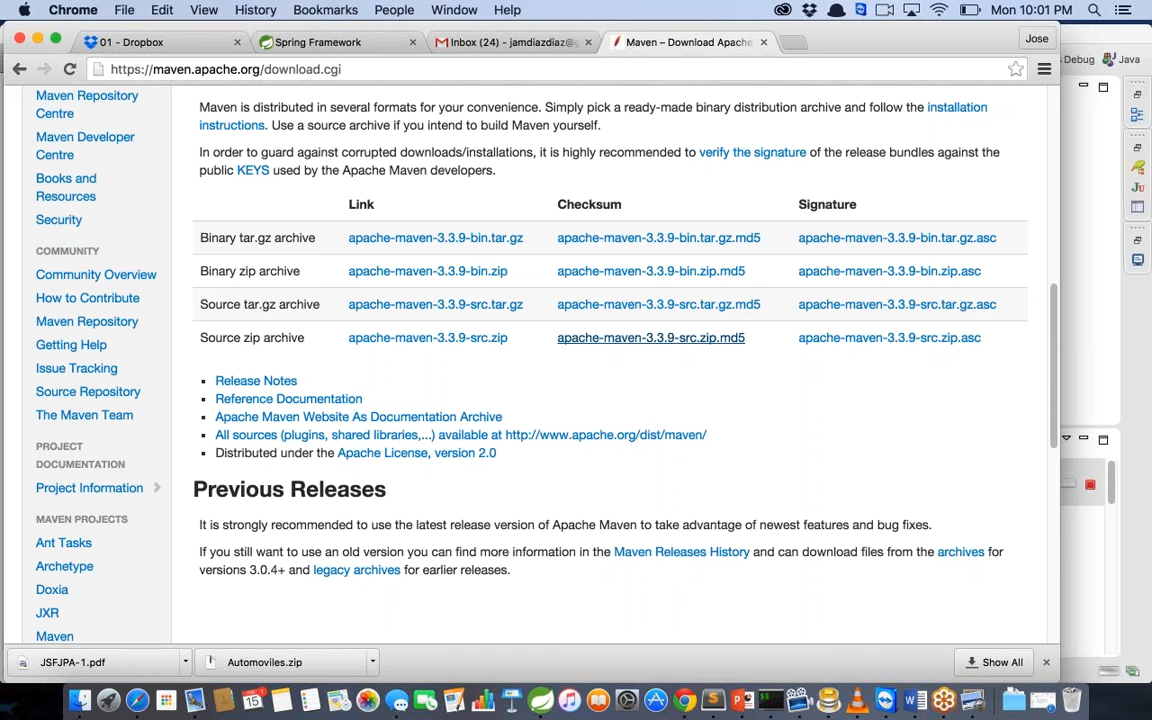 Chrome File Edit View History Bookmarks People Window Help Mon 10:01 PM
01 - Dropbox Spring Framework Inbox (24) - jamdiazdiaz@g Maven – Download Apache Jose
https://maven.apache.org/download.cgi
Debug Java
Maven Repository
Centre
Maven Developer
Centre
Books and
Resources
Security
COMMUNITY
Community Overview
How to Contribute
Maven Repository
Getting Help
Issue Tracking
Source Repository
The Maven Team
PROJECT
DOCUMENTATION
Project Information
MAVEN PROJECTS
Ant Tasks
Archetype
Doxia
JXR
Maven
Maven is distributed in several formats for your convenience. Simply pick a ready-made binary distribution archive and follow the installation
instructions. Use a source archive if you intend to build Maven yourself.
In order to guard against corrupted downloads/installations, it is highly recommended to verify the signature of the release bundles against the
public KEYS used by the Apache Maven developers.
Link Checksum Signature
Binary tar.gz archive apache-maven-3.3.9-bin.tar.gz apache-maven-3.3.9-bin.tar.gz.md5 apache-maven-3.3.9-bin.tar.gz.asc
Binary zip archive apache-maven-3.3.9-bin.zip apache-maven-3.3.9-bin.zip.md5 apache-maven-3.3.9-bin.zip.asc
Source tar.gz archive apache-maven-3.3.9-src.tar.gz apache-maven-3.3.9-src.tar.gz.md5 apache-maven-3.3.9-src.tar.gz.asc
Source zip archive apache-maven-3.3.9-src.zip apache-maven-3.3.9-src.zip.md5 apache-maven-3.3.9-src.zip.asc
Release Notes
Reference Documentation
Apache Maven Website As Documentation Archive
All sources (plugins, shared libraries,...) available at http://www.apache.org/dist/maven/
Distributed under the Apache License, version 2.0
Previous Releases
It is strongly recommended to use the latest release version of Apache Maven to take advantage of newest features and bug fixes.
If you still want to use an old version you can find more information in the Maven Releases History and can download files from the archives for
versions 3.0.4+ and legacy archives for earlier releases.
Ju
JSFJPA-1.pdf Automoviles.zip Show All
15